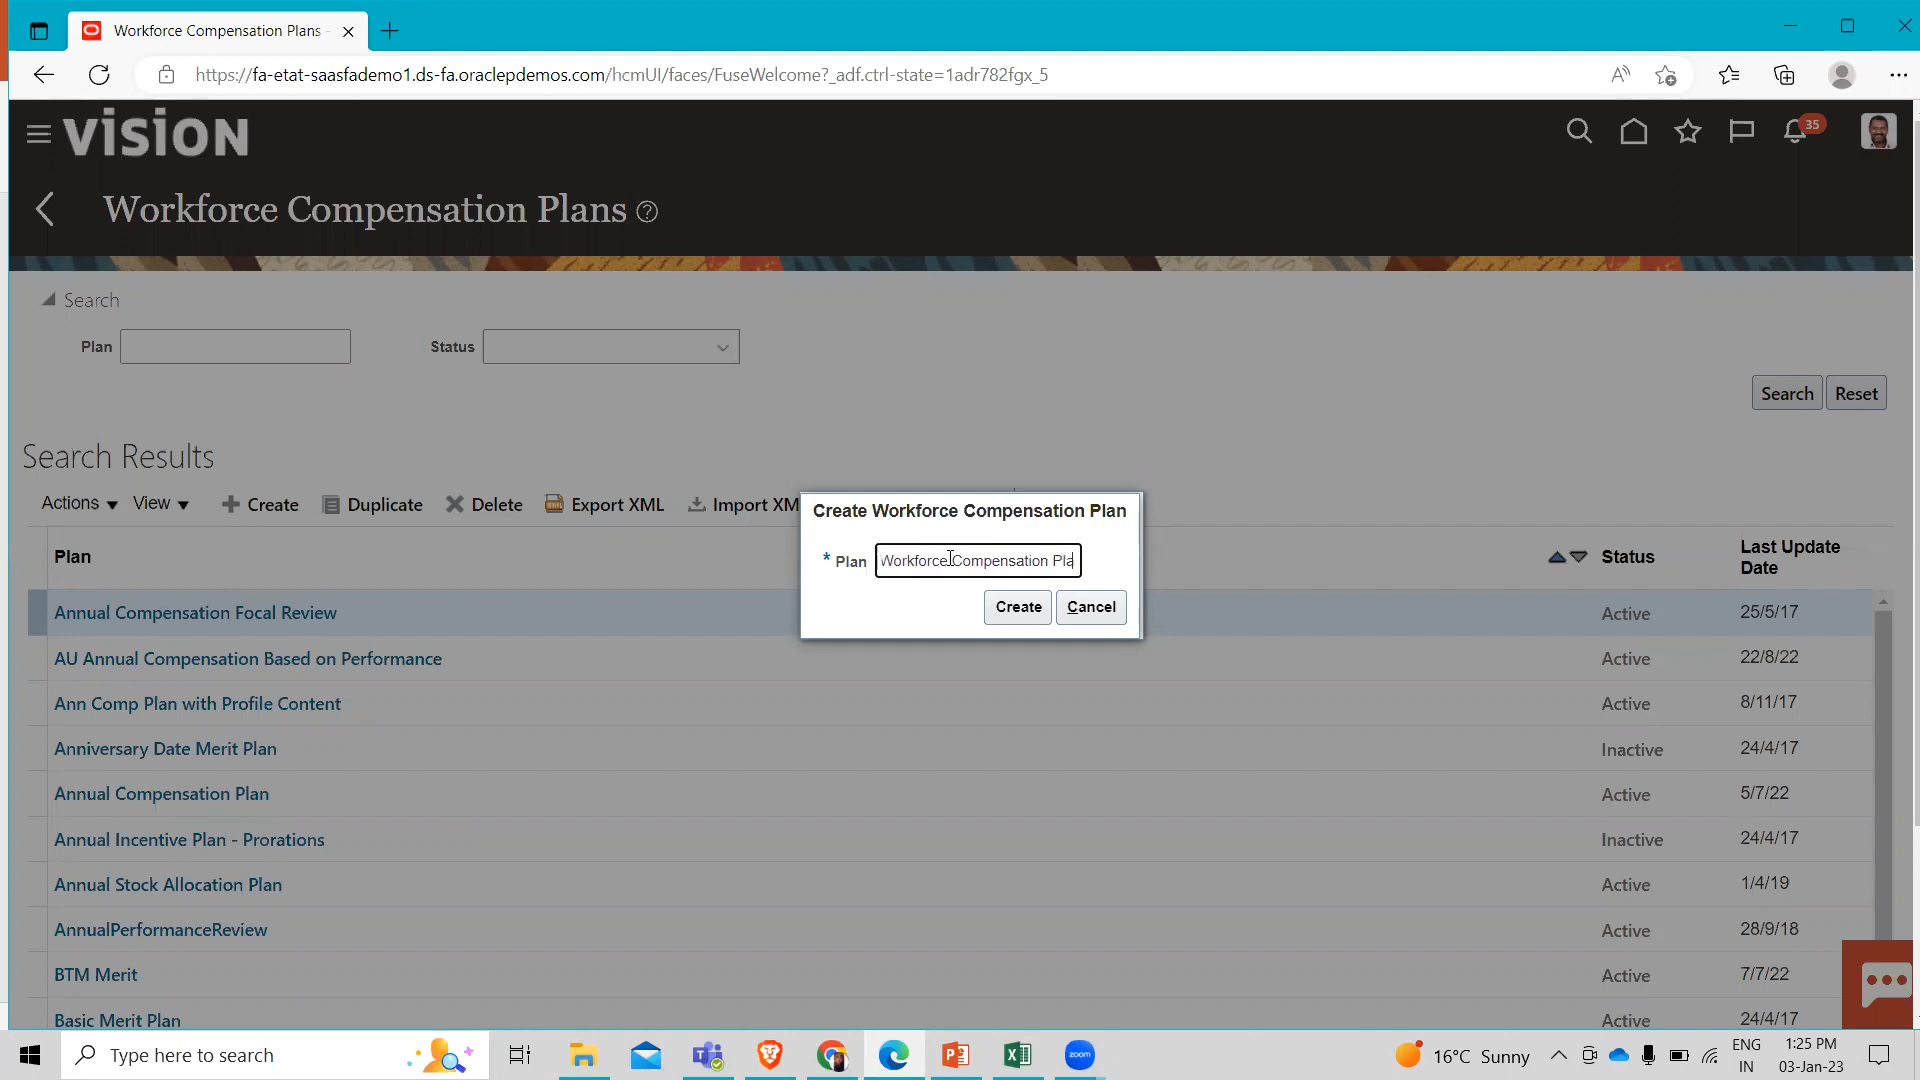 Workforce Compensation Plans -
https://fa-etat-saasfademo1.ds-fa.oraclepdemos.com/hcmUI/faces/FuseWelcome?_adf.ctrl-state=1adr782fgx_5
VISION
35
Workforce Compensation Plans
Search
Plan
Status
Search Reset
Search Results
Actions View Create Duplicate Delete Export XML Import XM
Create Workforce Compensation Plan
* Plan Workforce Compensation Pla
Create Cancel
Plan Status Last Update Date
Annual Compensation Focal Review Active 25/5/17
AU Annual Compensation Based on Performance Active 22/8/22
Ann Comp Plan with Profile Content Active 8/11/17
Anniversary Date Merit Plan Inactive 24/4/17
Annual Compensation Plan Active 5/7/22
Annual Incentive Plan - Prorations Inactive 24/4/17
Annual Stock Allocation Plan Active 1/4/19
AnnualPerformanceReview Active 28/9/18
BTM Merit Active 7/7/22
Basic Merit Plan Active 24/4/17
Type here to search
zoom
16°C Sunny
ENG
IN
1:25 PM
03-Jan-23